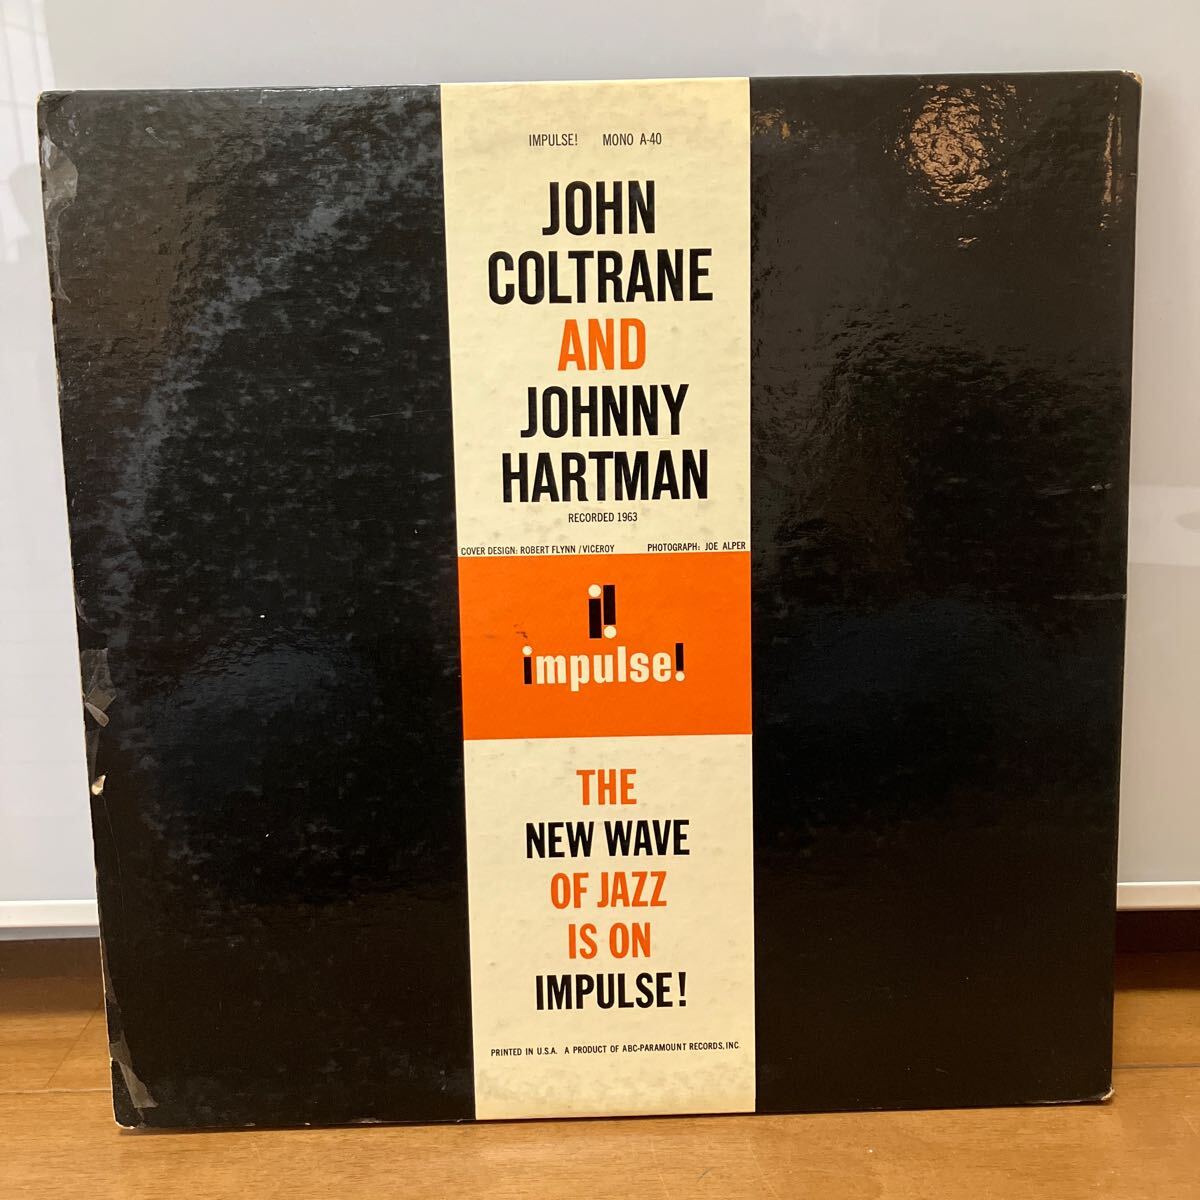 IMPULSE! MONO A-40
JOHN
COLTRANE
AND
JOHNNY
HARTMAN
RECORDED 1963
COVER DESIGN: ROBERT FLYNN / VICEROY PHOTOGRAPH: JOE ALPER
i!
impulse!
THE
NEW WAVE
OF JAZZ
IS ON
IMPULSE!
PRINTED IN U.S.A. A PRODUCT OF ABC-PARAMOUNT RECORDS, INC.